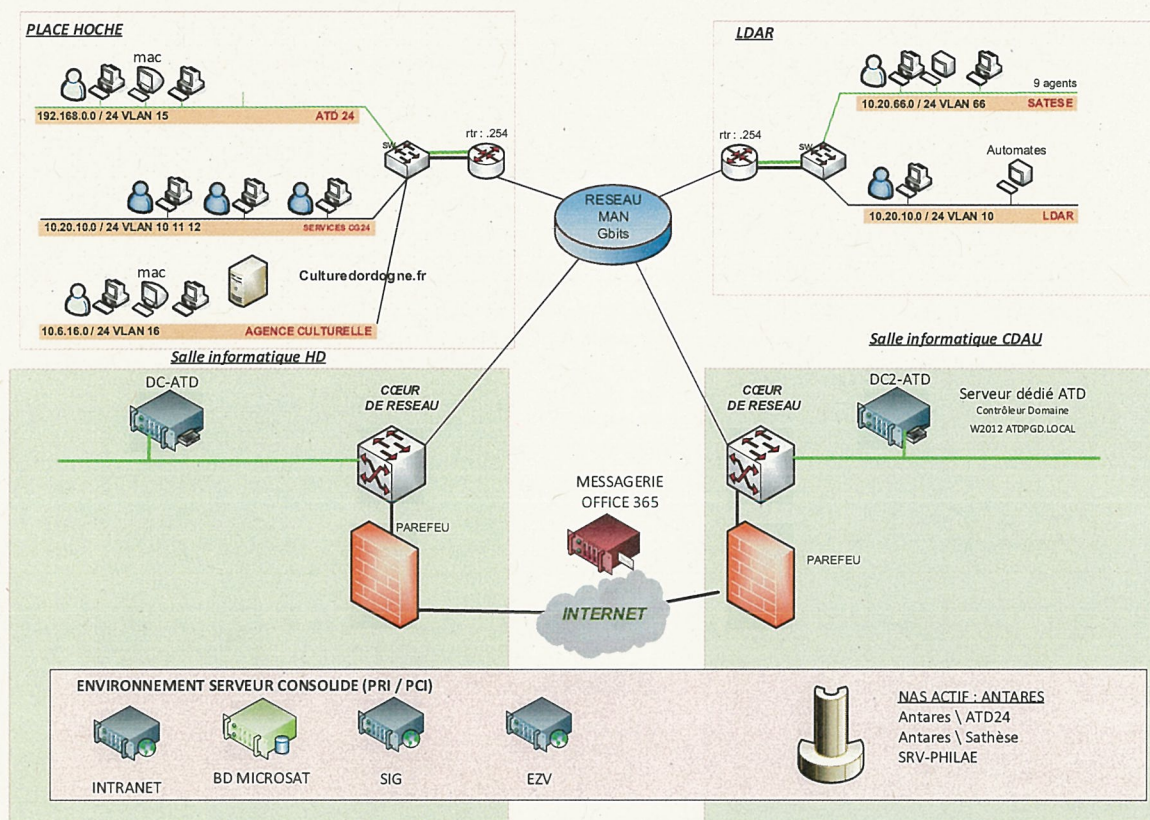 PLACE HOCHE
mac
192.168.0.0 / 24 VLAN 15
ATD 24
sw
rtr : .254
10.20.10.0 / 24 VLAN 10 11 12
SERVICES CG24
mac
Culturedordogne.fr
10.6.16.0 / 24 VLAN 16
AGENCE CULTURELLE
RESEAU
MAN
Gbits
LDAR
9 agents
10.20.66.0 / 24 VLAN 66
SATESE
rtr : .254
sw
Automates
10.20.10.0 / 24 VLAN 10
LDAR
Salle informatique HD
DC-ATD
CŒUR
DE RESEAU
PAREFEU
MESSAGERIE
OFFICE 365
INTERNET
Salle informatique CDAU
CŒUR
DE RESEAU
DC2-ATD
Serveur dédié ATD
Contrôleur Domaine
W2012 ATDPGD.LOCAL
PAREFEU
ENVIRONNEMENT SERVEUR CONSOLIDE (PRI / PCI)
INTRANET
BD MICROSAT
SIG
EZV
NAS ACTIF : ANTARES
Antares \ ATD24
Antares \ Sathèse
SRV-PHILAE